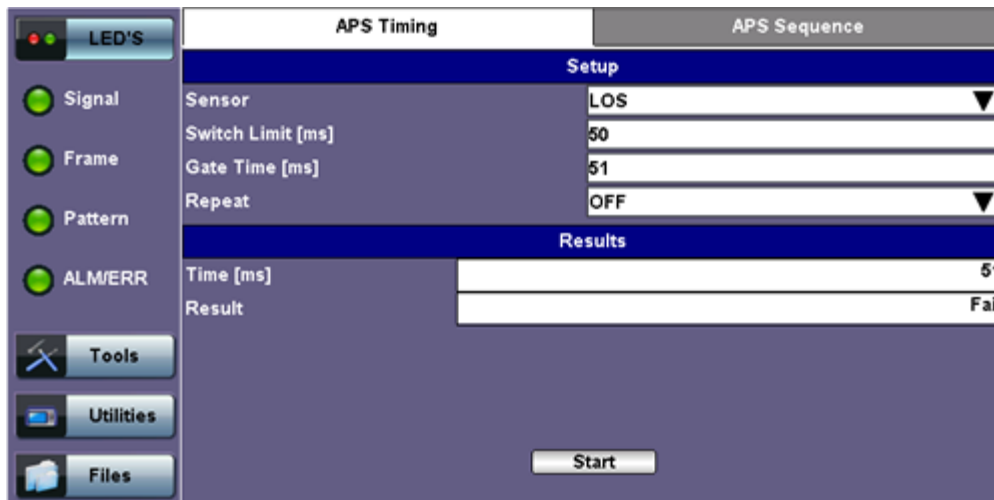 LED'S
APS Timing
APS Sequence
Setup
Signal
Sensor
LOS
Switch Limit [ms]
50
Frame
Gate Time [ms]
51
Repeat
OFF
Pattern
Results
ALM/ERR
Time [ms]
Result
Tools
Utilities
Files
Start